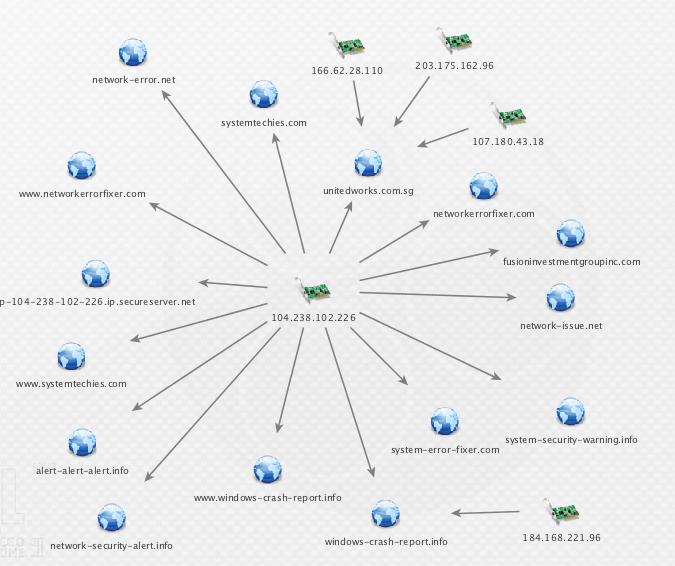 network-error.net
166.62.28.110
203.175.162.96
systemtechies.com
107.180.43.18
www.networkerrorfixer.com
unitedworks.com.sg
networkerrorfixer.com
fusioninvestmentgroupinc.com
p-104-238-102-226.ip.secureserver.net
104.238.102.226
network-issue.net
www.systemtechies.com
system-security-warning.info
system-error-fixer.com
alert-alert-alert.info
www.windows-crash-report.info
network-security-alert.info
windows-crash-report.info
184.168.221.96